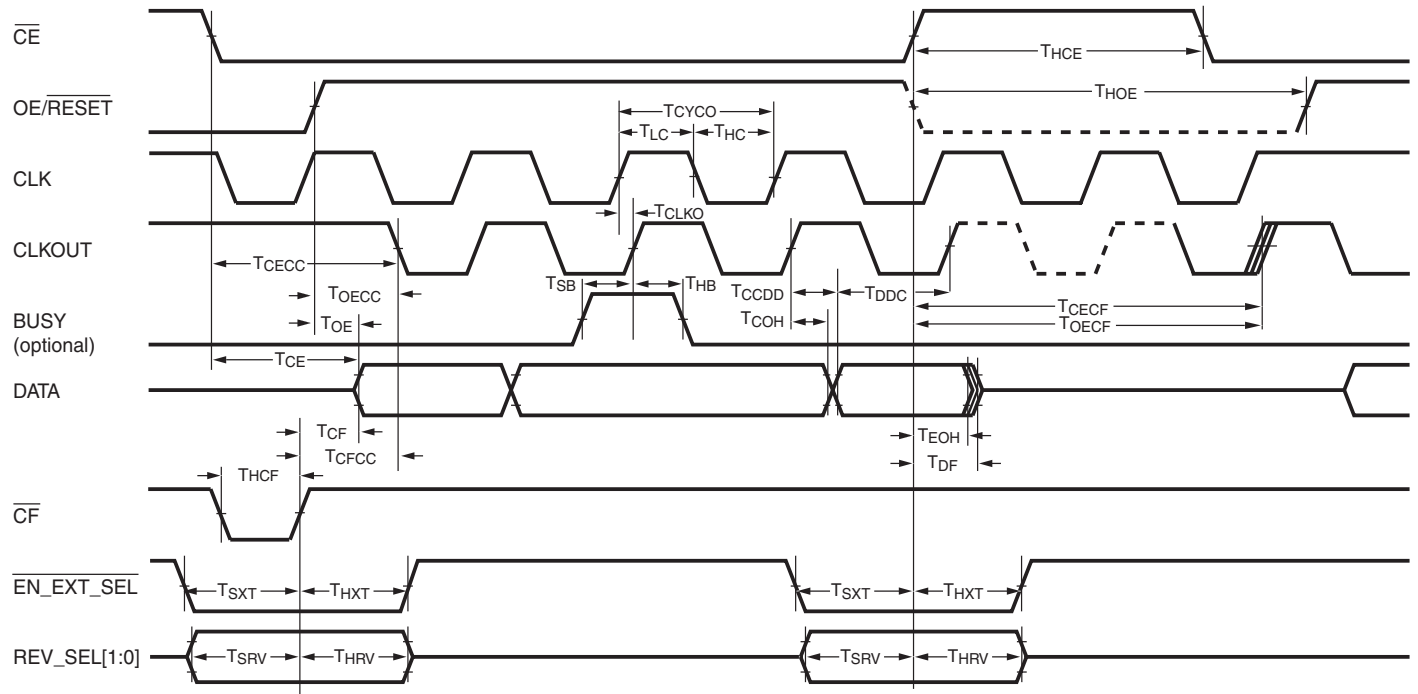 CE
THCE
OE/RESET
THOE
TCYCO
TLC
THC
CLK
TCLKO
CLKOUT
TCECC
TSB
THB
TCCDD
TDDC
TOECC
TCECF
TCOH
TOECF
TOE
BUSY
(optional)
TCE
DATA
TCF
TEOH
TCFCC
TDF
THCF
CF
EN_EXT_SEL
TSXT
THXT
TSXT
THXT
REV_SEL[1:0]
TSRV
THRV
TSRV
THRV